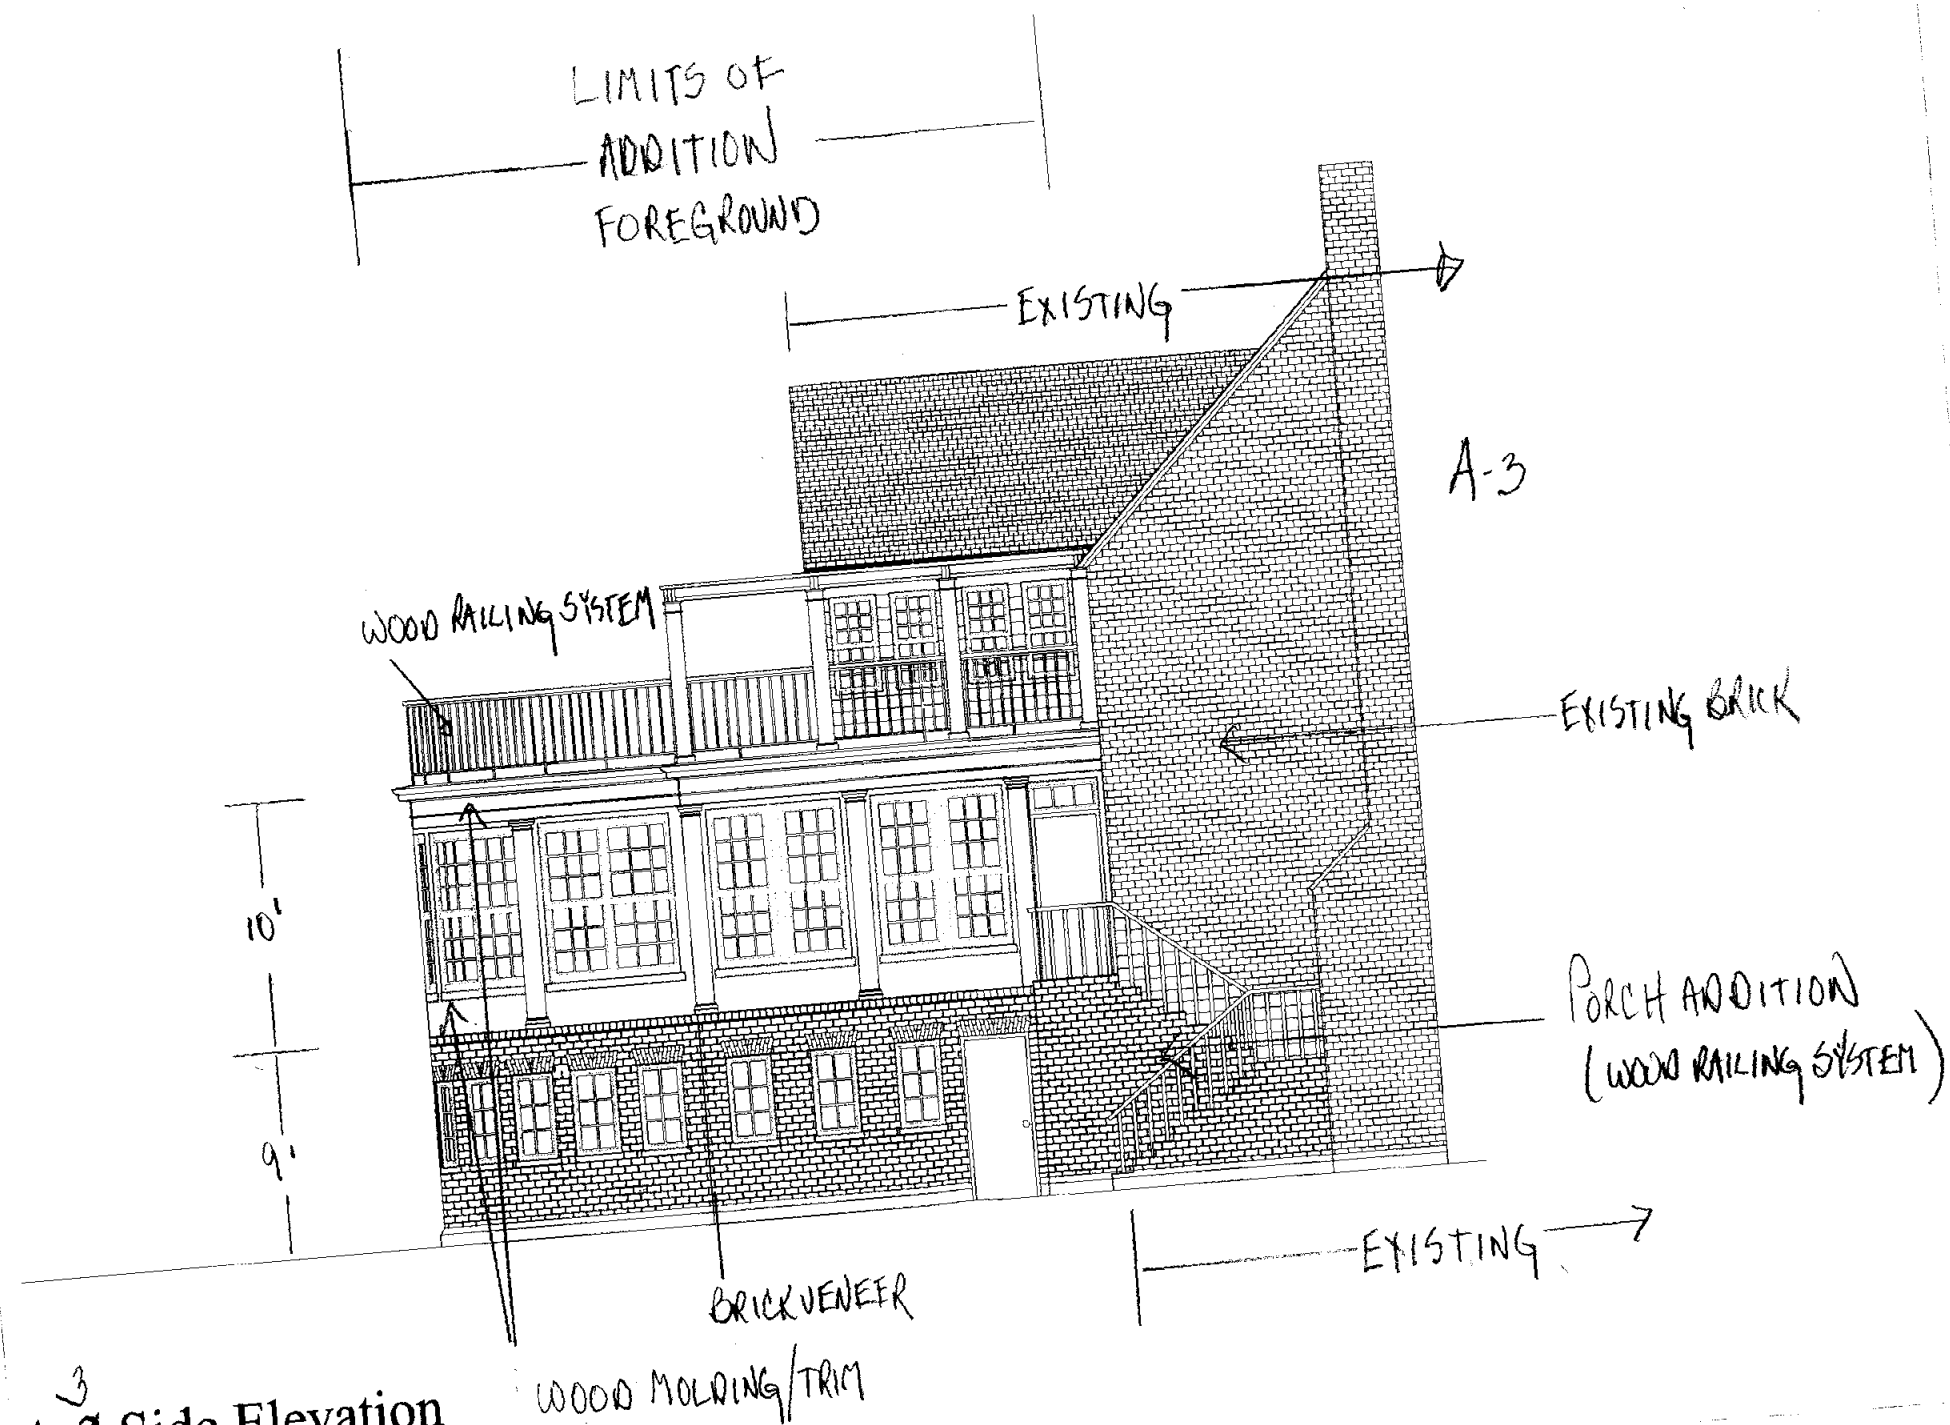 LIMITS OF
ADDITION
FOREGROUND
EXISTING
A-3
WOOD RAILING SYSTEM
EXISTING BRICK
10'
PORCH ADDITION
(WOOD RAILING SYSTEM)
9'
EXISTING
BRICK VENEER
WOOD MOLDING/TRIM
3
Side Elevation